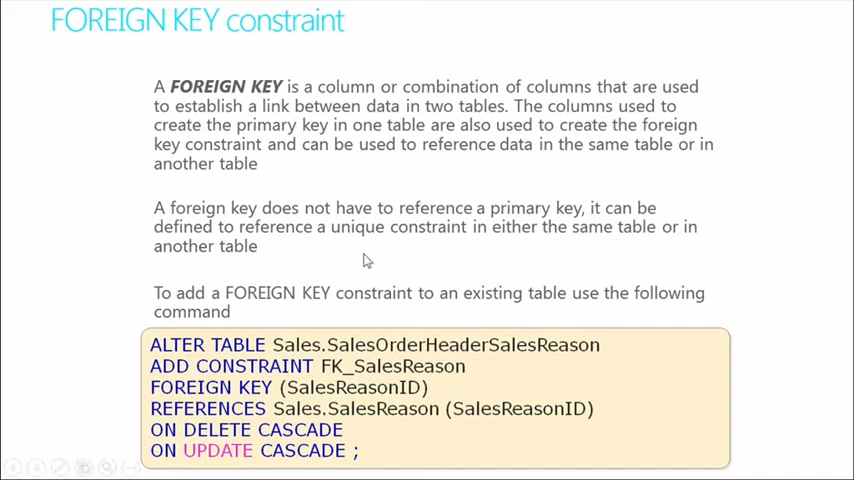 FOREIGN KEY constraint
A FOREIGN KEY is a column or combination of columns that are used
to establish a link between data in two tables. The columns used to
create the primary key in one table are also used to create the foreign
key constraint and can be used to reference data in the same table or in
another table
A foreign key does not have to reference a primary key, it can be
defined to reference a unique constraint in either the same table or in
another table
To add a FOREIGN KEY constraint to an existing table use the following
command
ALTER TABLE Sales.SalesOrderHeaderSalesReason
ADD CONSTRAINT FK_SalesReason
FOREIGN KEY (SalesReasonID)
REFERENCES Sales.SalesReason (SalesReasonID)
ON DELETE CASCADE
ON UPDATE CASCADE ;